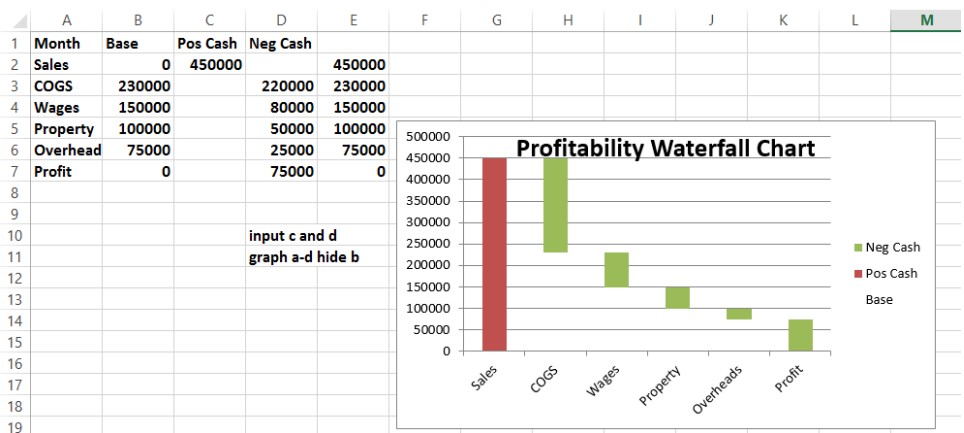 A B C D E F G H I J K L M
1 Month Base Pos Cash Neg Cash
2 Sales 0 450000 450000
3 COGS 230000 220000 230000
4 Wages 150000 80000 150000
5 Property 100000 50000 100000
6 Overhead 75000 25000 75000
7 Profit 0 75000 0
8
9
10 input c and d
11 graph a-d hide b
12
13
14
15
16
17
18
19
Profitability Waterfall Chart
500000
450000
400000
350000
300000
250000
200000
150000
100000
50000
0
Sales COGS Wages Property Overheads Profit
Neg Cash
Pos Cash
Base